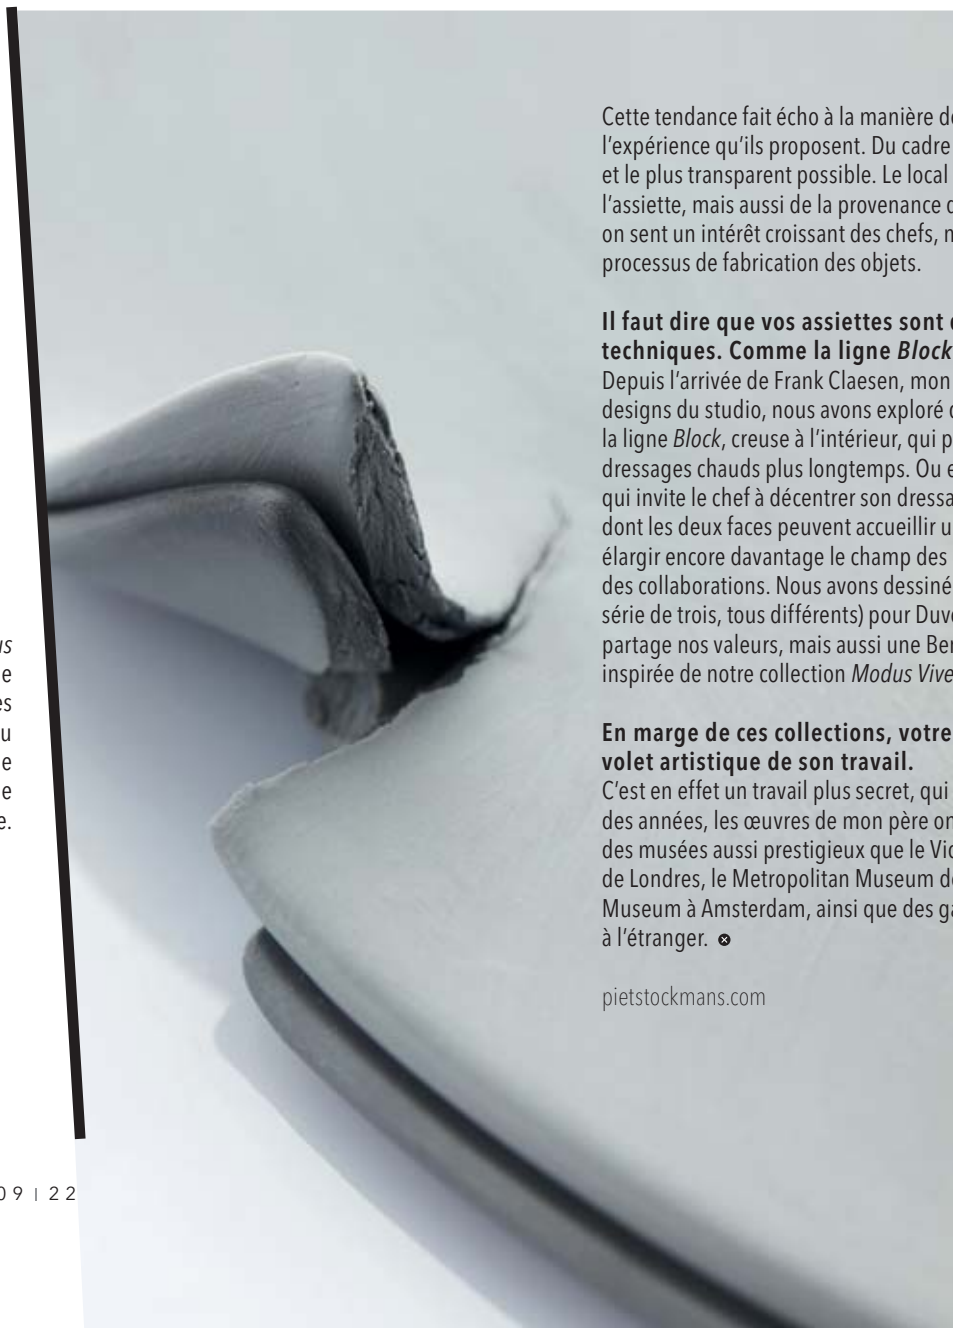 us
e
es
u
e
e
e.
09 | 22
Cette tendance fait écho à la manière d
l'expérience qu'ils proposent. Du cadre
et le plus transparent possible. Le local
l'assiette, mais aussi de la provenance
on sent un intérêt croissant des chefs,
processus de fabrication des objets.
Il faut dire que vos assiettes sont
techniques. Comme la ligne Block
Depuis l'arrivée de Frank Claesen, mon
designs du studio, nous avons exploré
la ligne Block, creuse à l'intérieur, qui p
dressages chauds plus longtemps. Ou e
qui invite le chef à décentrer son dressa
dont les deux faces peuvent accueillir u
élargir encore davantage le champ des
des collaborations. Nous avons dessiné
série de trois, tous différents) pour Duv
partage nos valeurs, mais aussi une Be
inspirée de notre collection Modus Vive
En marge de ces collections, votre
volet artistique de son travail.
C'est en effet un travail plus secret, qui
des années, les œuvres de mon père on
des musées aussi prestigieux que le Vi
de Londres, le Metropolitan Museum d
Museum à Amsterdam, ainsi que des ga
à l'étranger.
pietstockmans.com